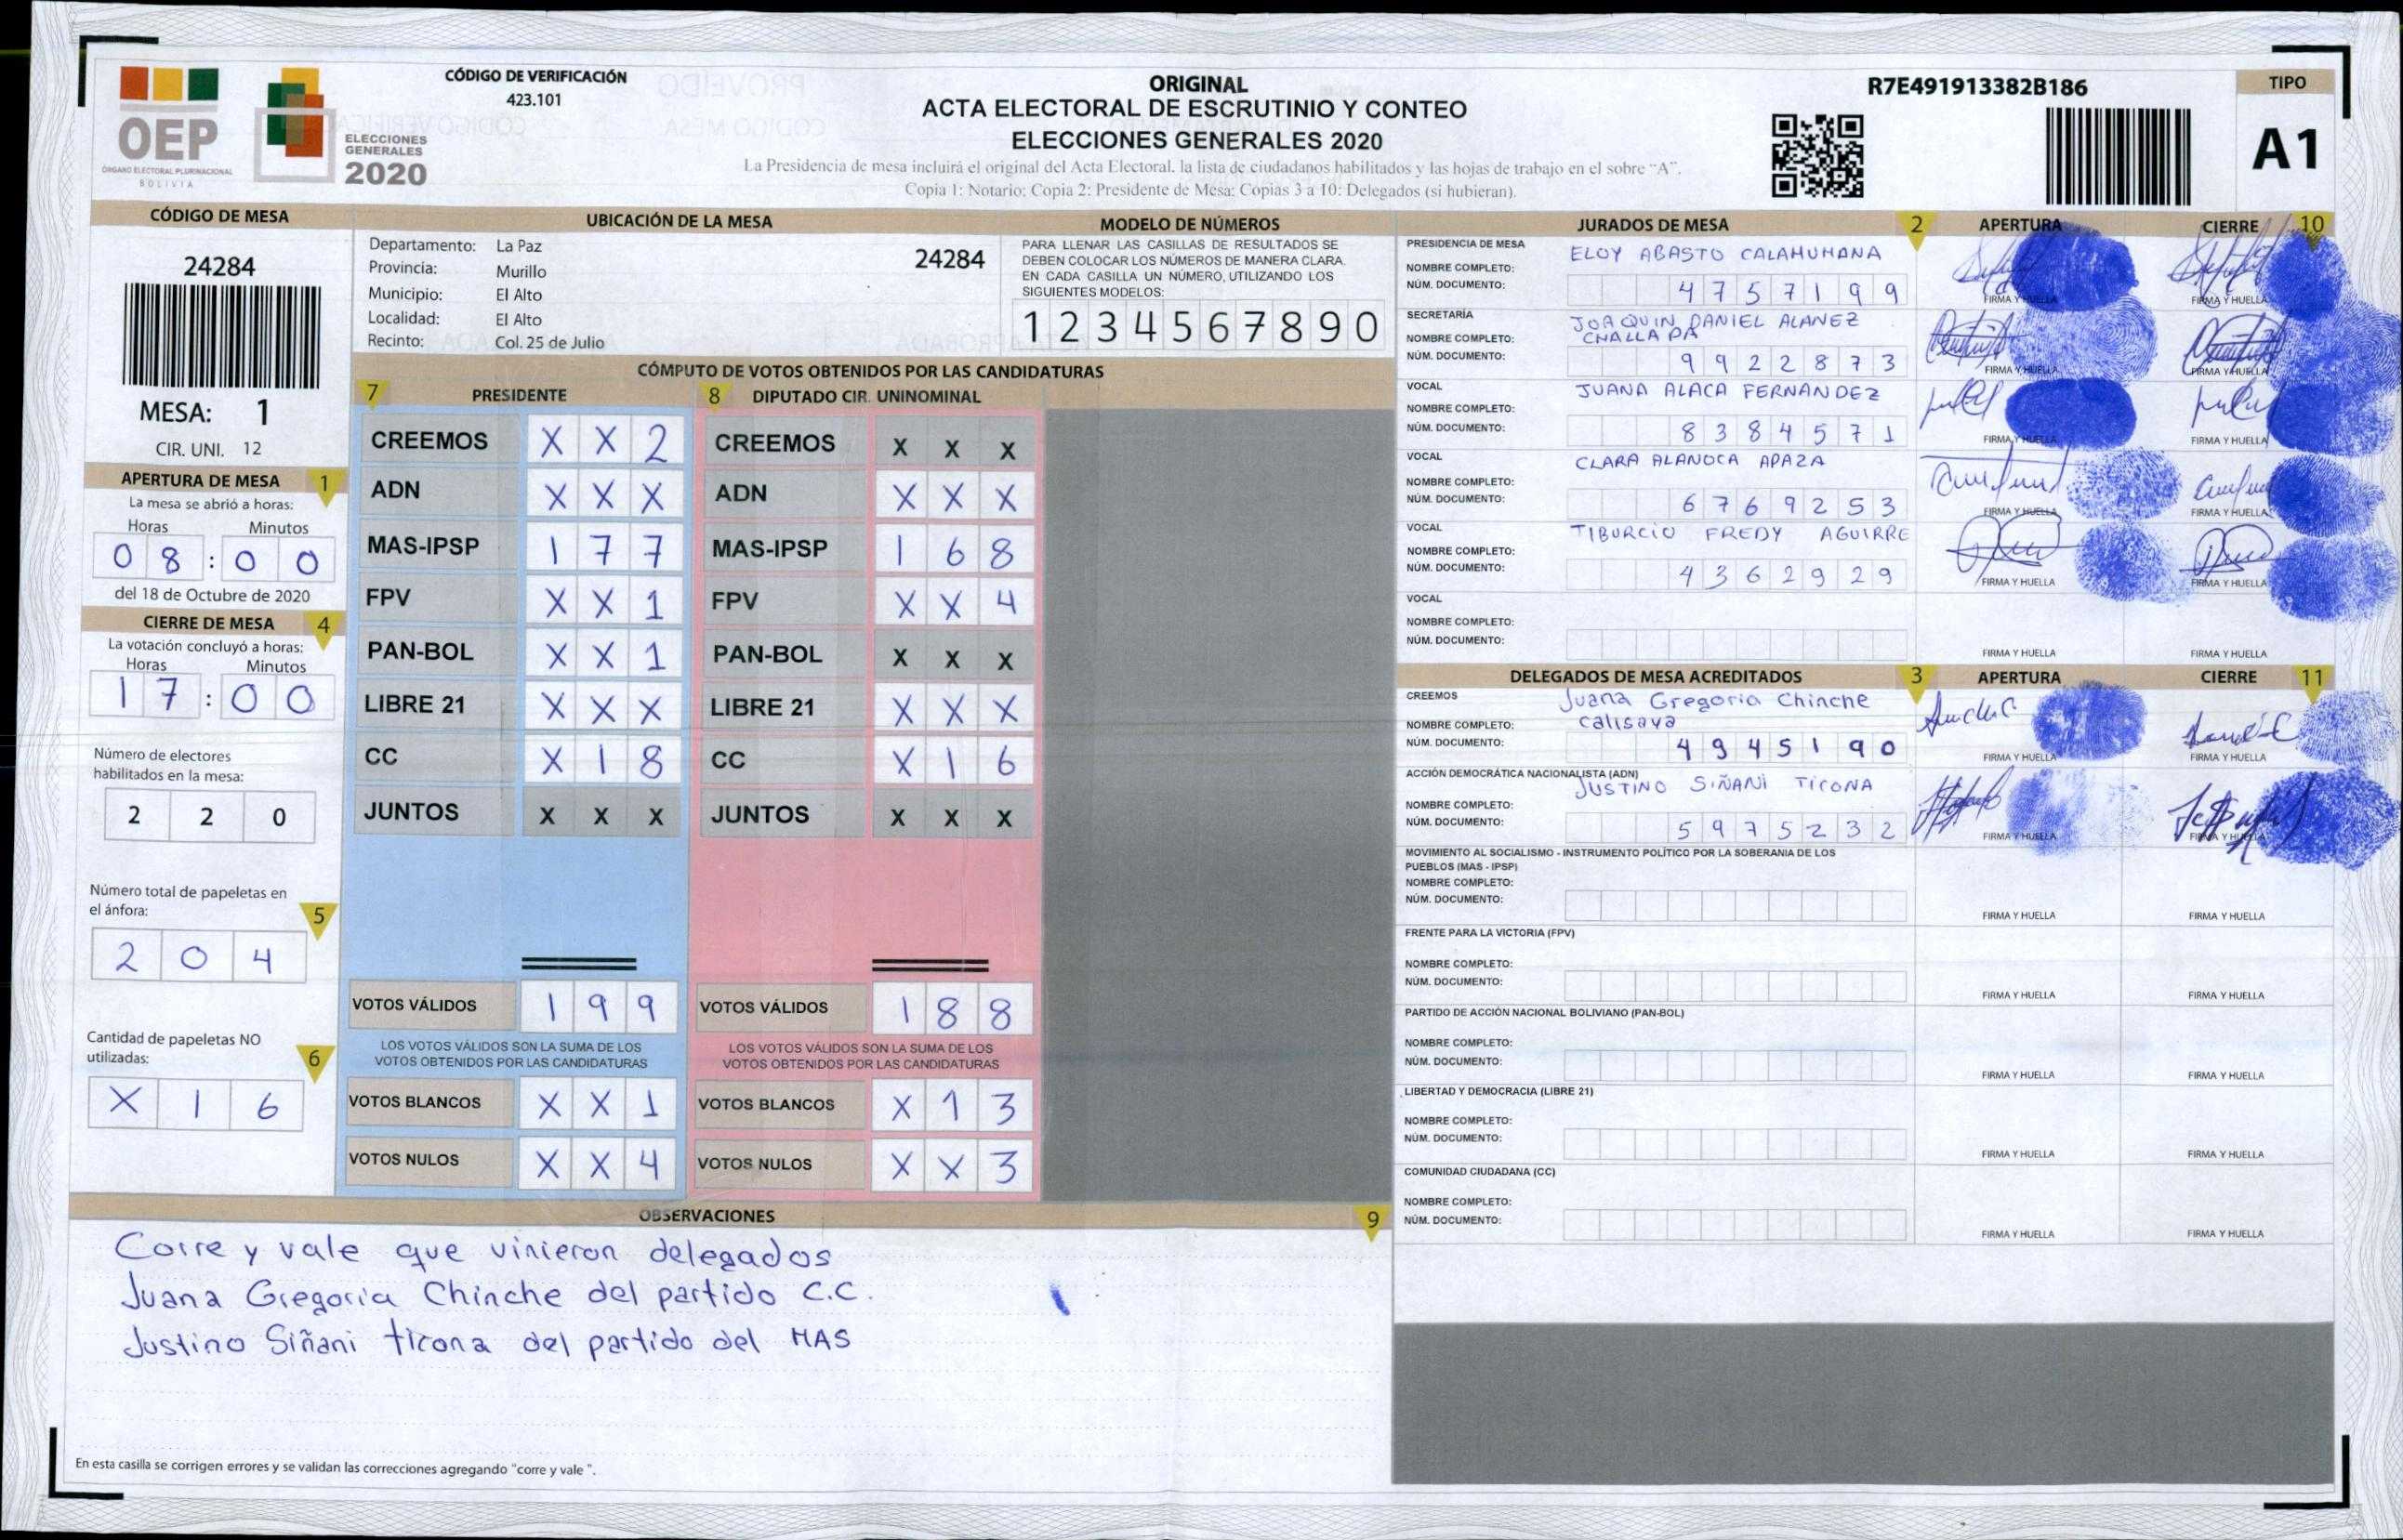 CÓDIGO DE VERIFICACIÓN
423.101
OEP
ÓRGANO ELECTORAL PLURINACIONAL
BOLIVIA
ELECCIONES
GENERALES
2020
ORIGINAL
ACTA ELECTORAL DE ESCRUTINIO Y CONTEO
ELECCIONES GENERALES 2020
La Presidencia de mesa incluirá el original del Acta Electoral. la lista de ciudadanos habilitados y las hojas de trabajo en el sobre "A".
Copia 1: Notario; Copia 2: Presidente de Mesa; Copias 3 a 10: Delegados (si hubieran).
R7E491913382B186
TIPO
A1
CÓDIGO DE MESA
24284
MESA: 1
CIR. UNI. 12
APERTURA DE MESA 1
La mesa se abrió a horas:
Horas Minutos
0 8 : 0 0
del 18 de Octubre de 2020
CIERRE DE MESA 4
La votación concluyó a horas:
Horas Minutos
1 7 : 0 0
Número de electores
habilitados en la mesa:
2 2 0
Número total de papeletas en
el ánfora: 5
2 0 4
Cantidad de papeletas NO
utilizadas: 6
X 1 6
UBICACIÓN DE LA MESA
Departamento: La Paz
24284
Provincia: Murillo
Municipio: El Alto
Localidad: El Alto
Recinto: Col. 25 de Julio
MODELO DE NÚMEROS
PARA LLENAR LAS CASILLAS DE RESULTADOS SE
DEBEN COLOCAR LOS NÚMEROS DE MANERA CLARA.
EN CADA CASILLA UN NÚMERO, UTILIZANDO LOS
SIGUIENTES MODELOS:
1 2 3 4 5 6 7 8 9 0
CÓMPUTO DE VOTOS OBTENIDOS POR LAS CANDIDATURAS
7 PRESIDENTE
CREEMOS X X 2
ADN X X X
MAS-IPSP 1 7 7
FPV X X 1
PAN-BOL X X 1
LIBRE 21 X X X
CC X 1 8
JUNTOS X X X
VOTOS VÁLIDOS 1 9 9
LOS VOTOS VÁLIDOS SON LA SUMA DE LOS
VOTOS OBTENIDOS POR LAS CANDIDATURAS
VOTOS BLANCOS X X 1
VOTOS NULOS X X 4
8 DIPUTADO CIR. UNINOMINAL
CREEMOS X X X
ADN X X X
MAS-IPSP 1 6 8
FPV X X 4
PAN-BOL X X X
LIBRE 21 X X X
CC X 1 6
JUNTOS X X X
VOTOS VÁLIDOS 1 8 8
LOS VOTOS VÁLIDOS SON LA SUMA DE LOS
VOTOS OBTENIDOS POR LAS CANDIDATURAS
VOTOS BLANCOS X 1 3
VOTOS NULOS X X 3
OBSERVACIONES 9
Corre y vale que vinieron delegados
Juana Gregoria Chinche del partido C.C.
Justino Siñani ticona del partido del MAS
En esta casilla se corrigen errores y se validan las correcciones agregando "corre y vale ".
JURADOS DE MESA 2 APERTURA CIERRE 10
PRESIDENCIA DE MESA
NOMBRE COMPLETO: ELOY ABASTO CALAMUHANA
NÚM. DOCUMENTO: 4 7 5 7 1 9 9
FIRMA Y HUELLA FIRMA Y HUELLA
SECRETARÍA
NOMBRE COMPLETO: JOAQUIN DANIEL ALANEZ
CHALLAPA
NÚM. DOCUMENTO: 9 9 2 2 8 7 3
FIRMA Y HUELLA FIRMA Y HUELLA
VOCAL
NOMBRE COMPLETO: JUANA ALACA FERNANDEZ
NÚM. DOCUMENTO: 8 3 8 4 5 7 1
FIRMA Y HUELLA FIRMA Y HUELLA
VOCAL
NOMBRE COMPLETO: CLARA ALANOCA APAZA
NÚM. DOCUMENTO: 6 7 6 9 2 5 3
FIRMA Y HUELLA FIRMA Y HUELLA
VOCAL
NOMBRE COMPLETO: TIBURCIO FREDY AGUIRRE
NÚM. DOCUMENTO: 4 3 6 2 9 2 9
FIRMA Y HUELLA FIRMA Y HUELLA
VOCAL
NOMBRE COMPLETO:
NÚM. DOCUMENTO:
FIRMA Y HUELLA FIRMA Y HUELLA
DELEGADOS DE MESA ACREDITADOS 3 APERTURA CIERRE 11
CREEMOS
NOMBRE COMPLETO: Juana Gregoria Chinche
calisaya
NÚM. DOCUMENTO: 4 9 4 5 1 9 0
FIRMA Y HUELLA FIRMA Y HUELLA
ACCIÓN DEMOCRÁTICA NACIONALISTA (ADN)
NOMBRE COMPLETO: JUSTINO SIÑANI TICONA
NÚM. DOCUMENTO: 5 9 7 5 2 3 2
FIRMA Y HUELLA FIRMA Y HUELLA
MOVIMIENTO AL SOCIALISMO - INSTRUMENTO POLÍTICO POR LA SOBERANIA DE LOS
PUEBLOS (MAS - IPSP)
NOMBRE COMPLETO:
NÚM. DOCUMENTO:
FIRMA Y HUELLA FIRMA Y HUELLA
FRENTE PARA LA VICTORIA (FPV)
NOMBRE COMPLETO:
NÚM. DOCUMENTO:
FIRMA Y HUELLA FIRMA Y HUELLA
PARTIDO DE ACCIÓN NACIONAL BOLIVIANO (PAN-BOL)
NOMBRE COMPLETO:
NÚM. DOCUMENTO:
FIRMA Y HUELLA FIRMA Y HUELLA
LIBERTAD Y DEMOCRACIA (LIBRE 21)
NOMBRE COMPLETO:
NÚM. DOCUMENTO:
FIRMA Y HUELLA FIRMA Y HUELLA
COMUNIDAD CIUDADANA (CC)
NOMBRE COMPLETO:
NÚM. DOCUMENTO:
FIRMA Y HUELLA FIRMA Y HUELLA